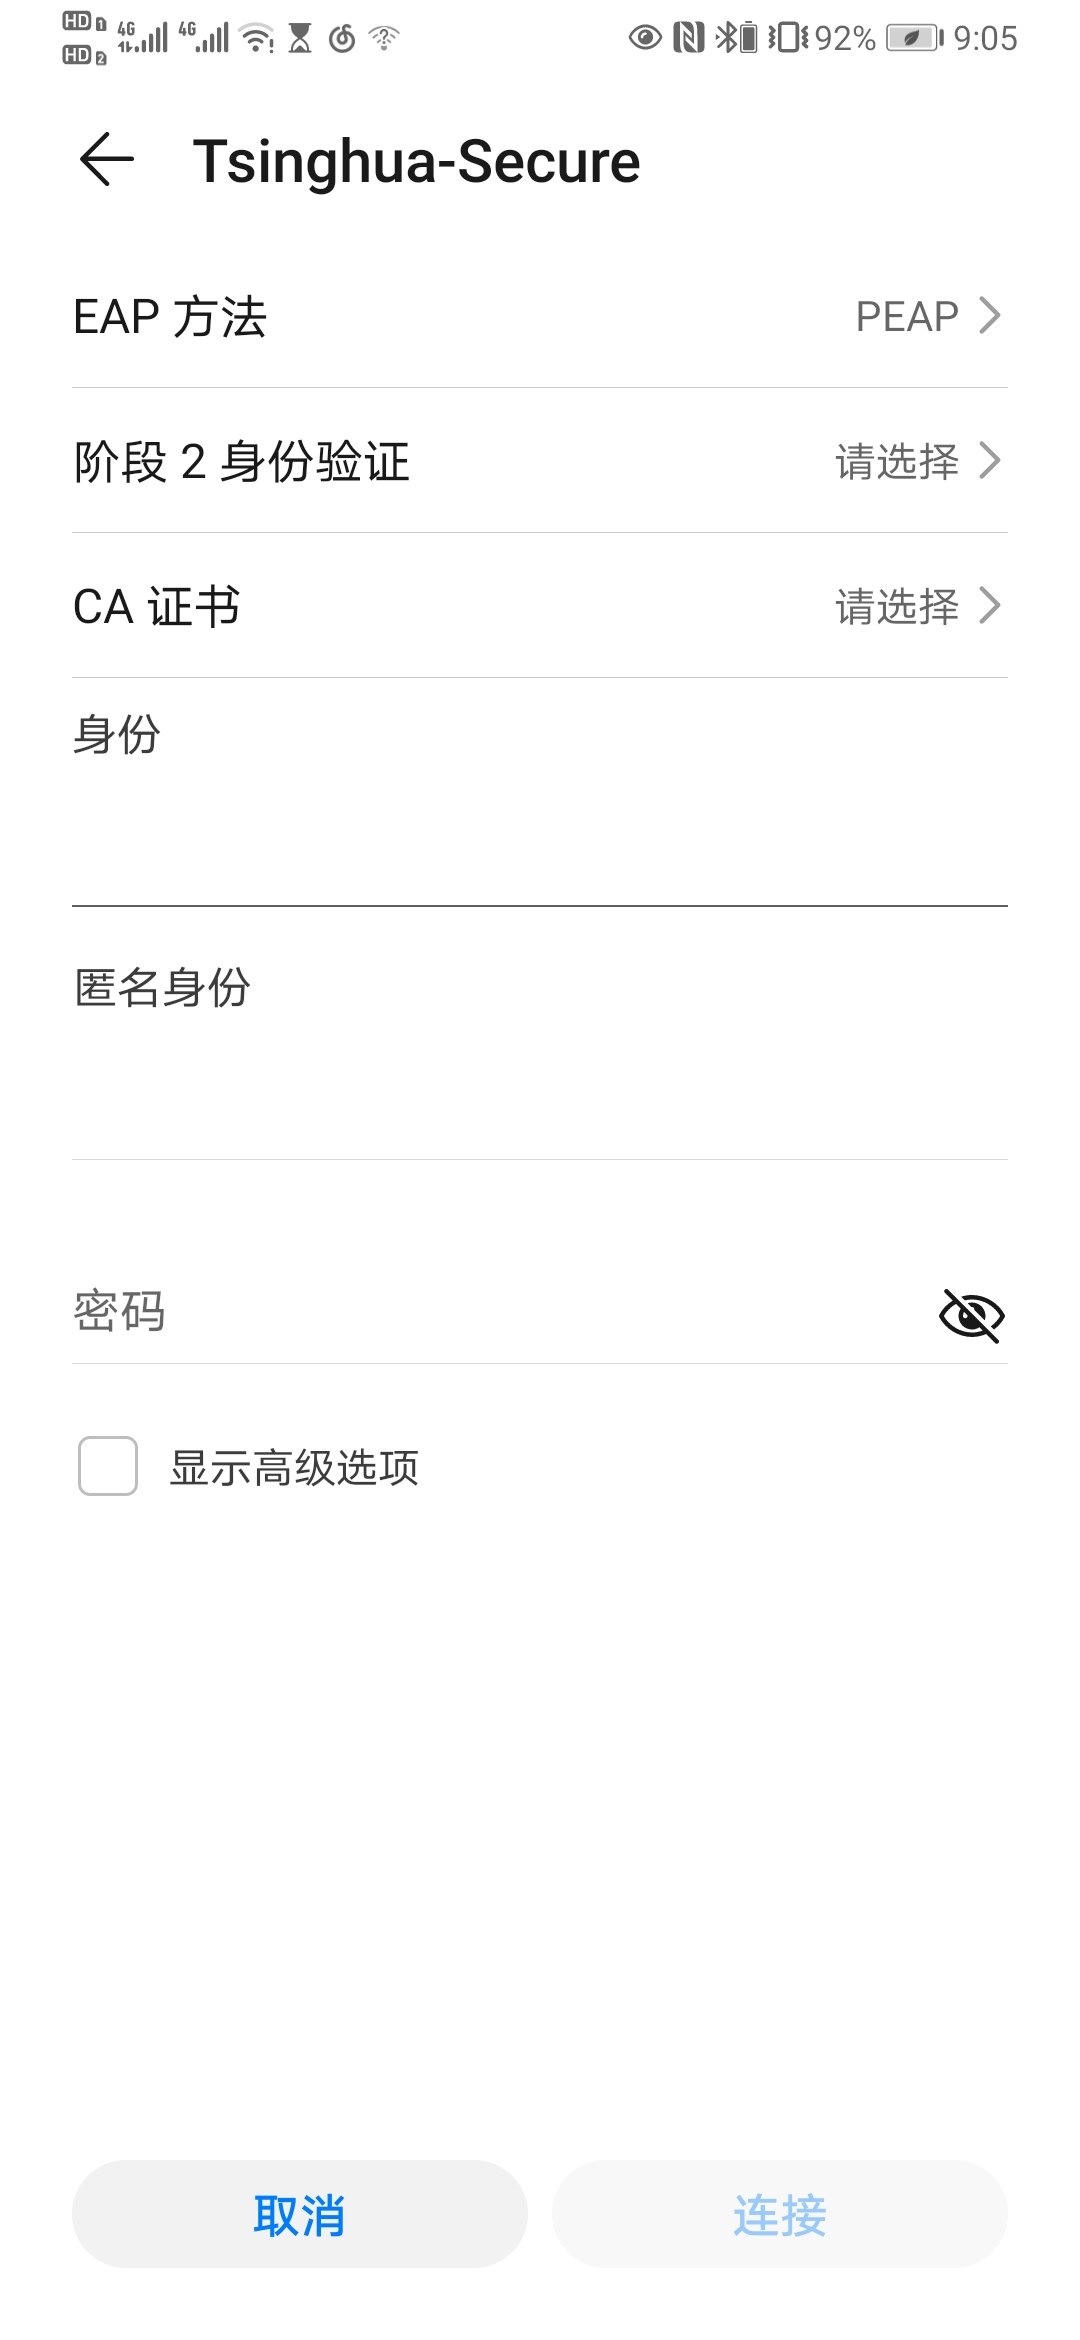 HD 1 4G 4G 92% 9:05
HD 2
Tsinghua-Secure
EAP 方法 PEAP
阶段 2 身份验证 请选择
CA 证书 请选择
身份
匿名身份
密码
显示高级选项
取消 连接